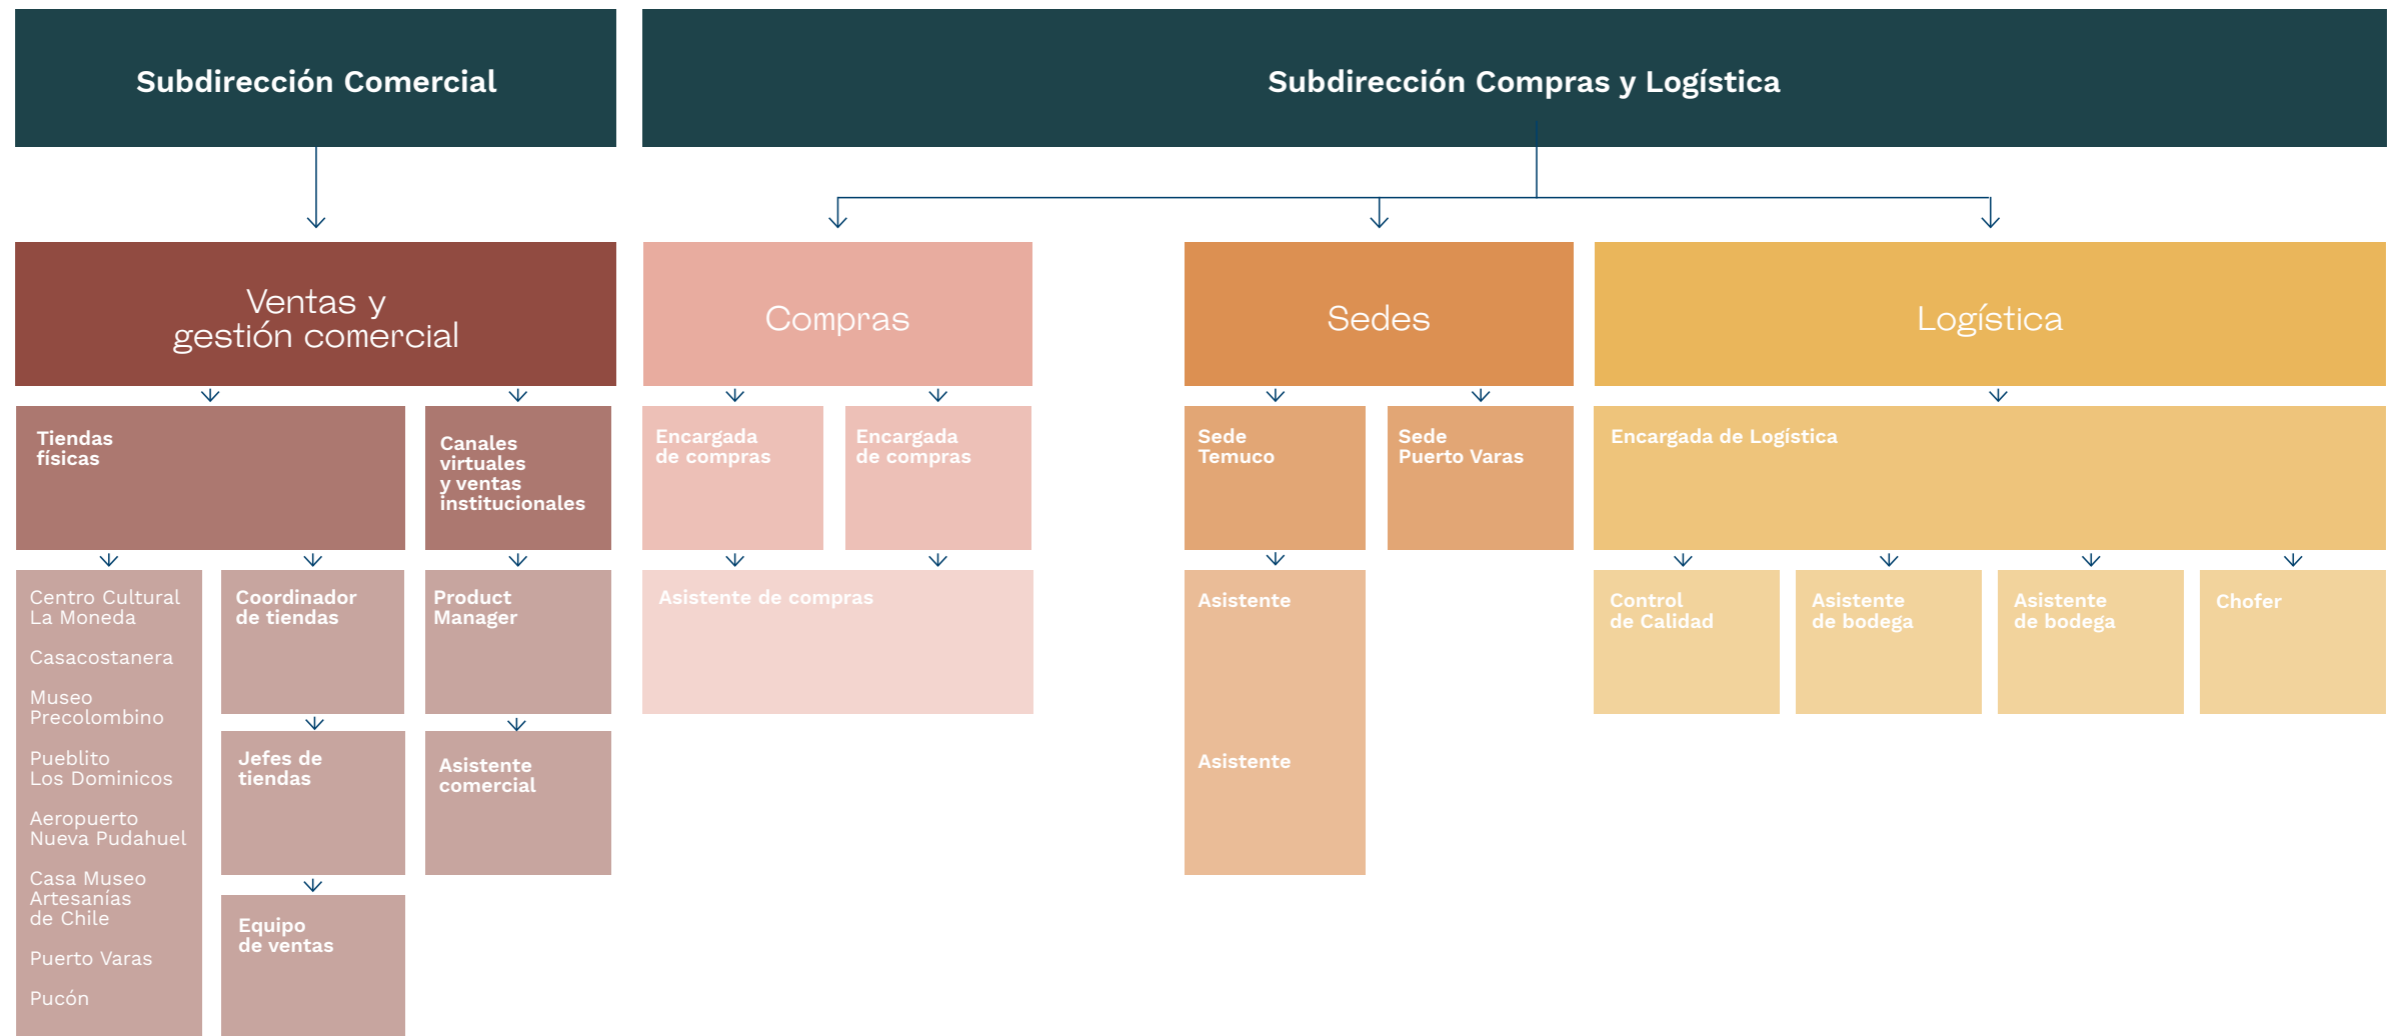 Subdirección Comercial
Subdirección Compras y Logística
Ventas y
gestión comercial
Compras
Sedes
Logística
Tiendas
físicas
Canales
virtuales
y ventas
institucionales
Encargada
de compras
Encargada
de compras
Sede
Temuco
Sede
Puerto Varas
Encargada de Logística
Centro Cultural
La Moneda
Casacostanera
Museo
Precolombino
Pueblito
Los Dominicos
Aeropuerto
Nueva Pudahuel
Casa Museo
Artesanías
de Chile
Puerto Varas
Pucón
Coordinador
de tiendas
Jefes de
tiendas
Equipo
de ventas
Product
Manager
Asistente
comercial
Asistente de compras
Asistente
Asistente
Control
de Calidad
Asistente
de bodega
Asistente
de bodega
Chofer